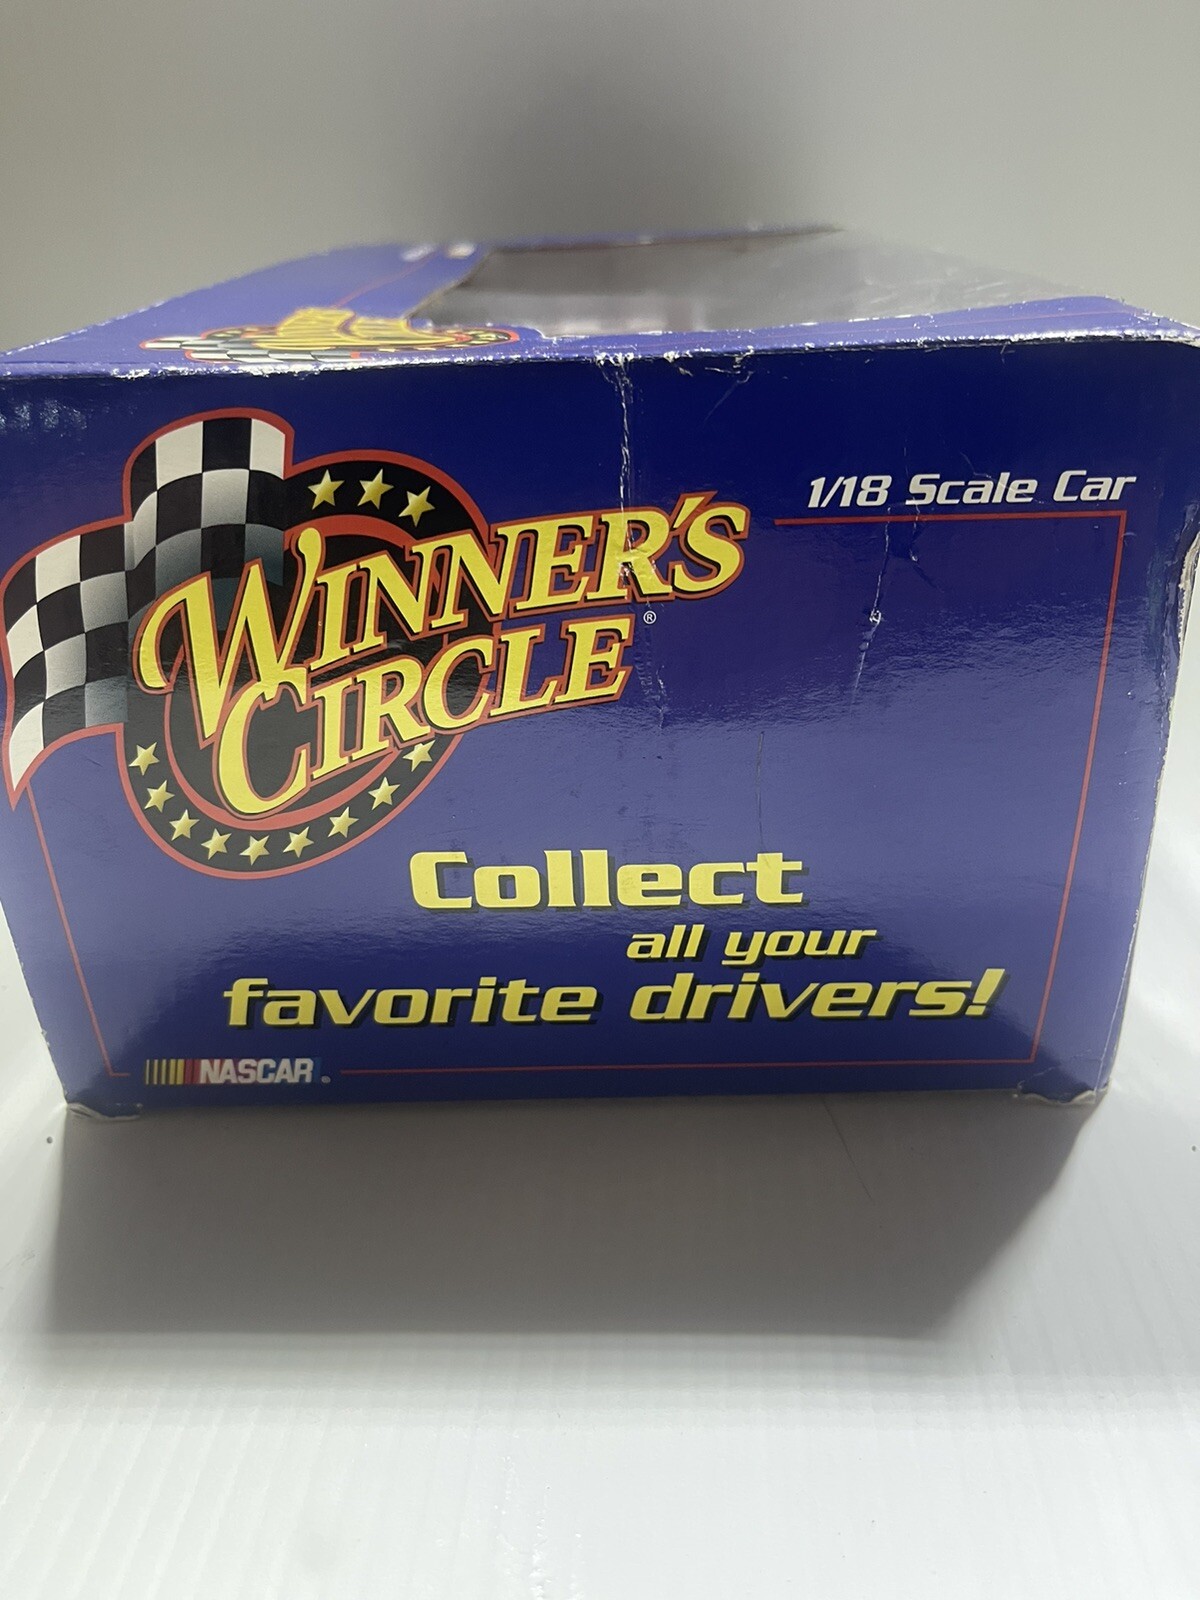 WINNER'S
CIRCLE®
1/18 Scale Car
Collect
all your
favorite drivers!
NASCAR.